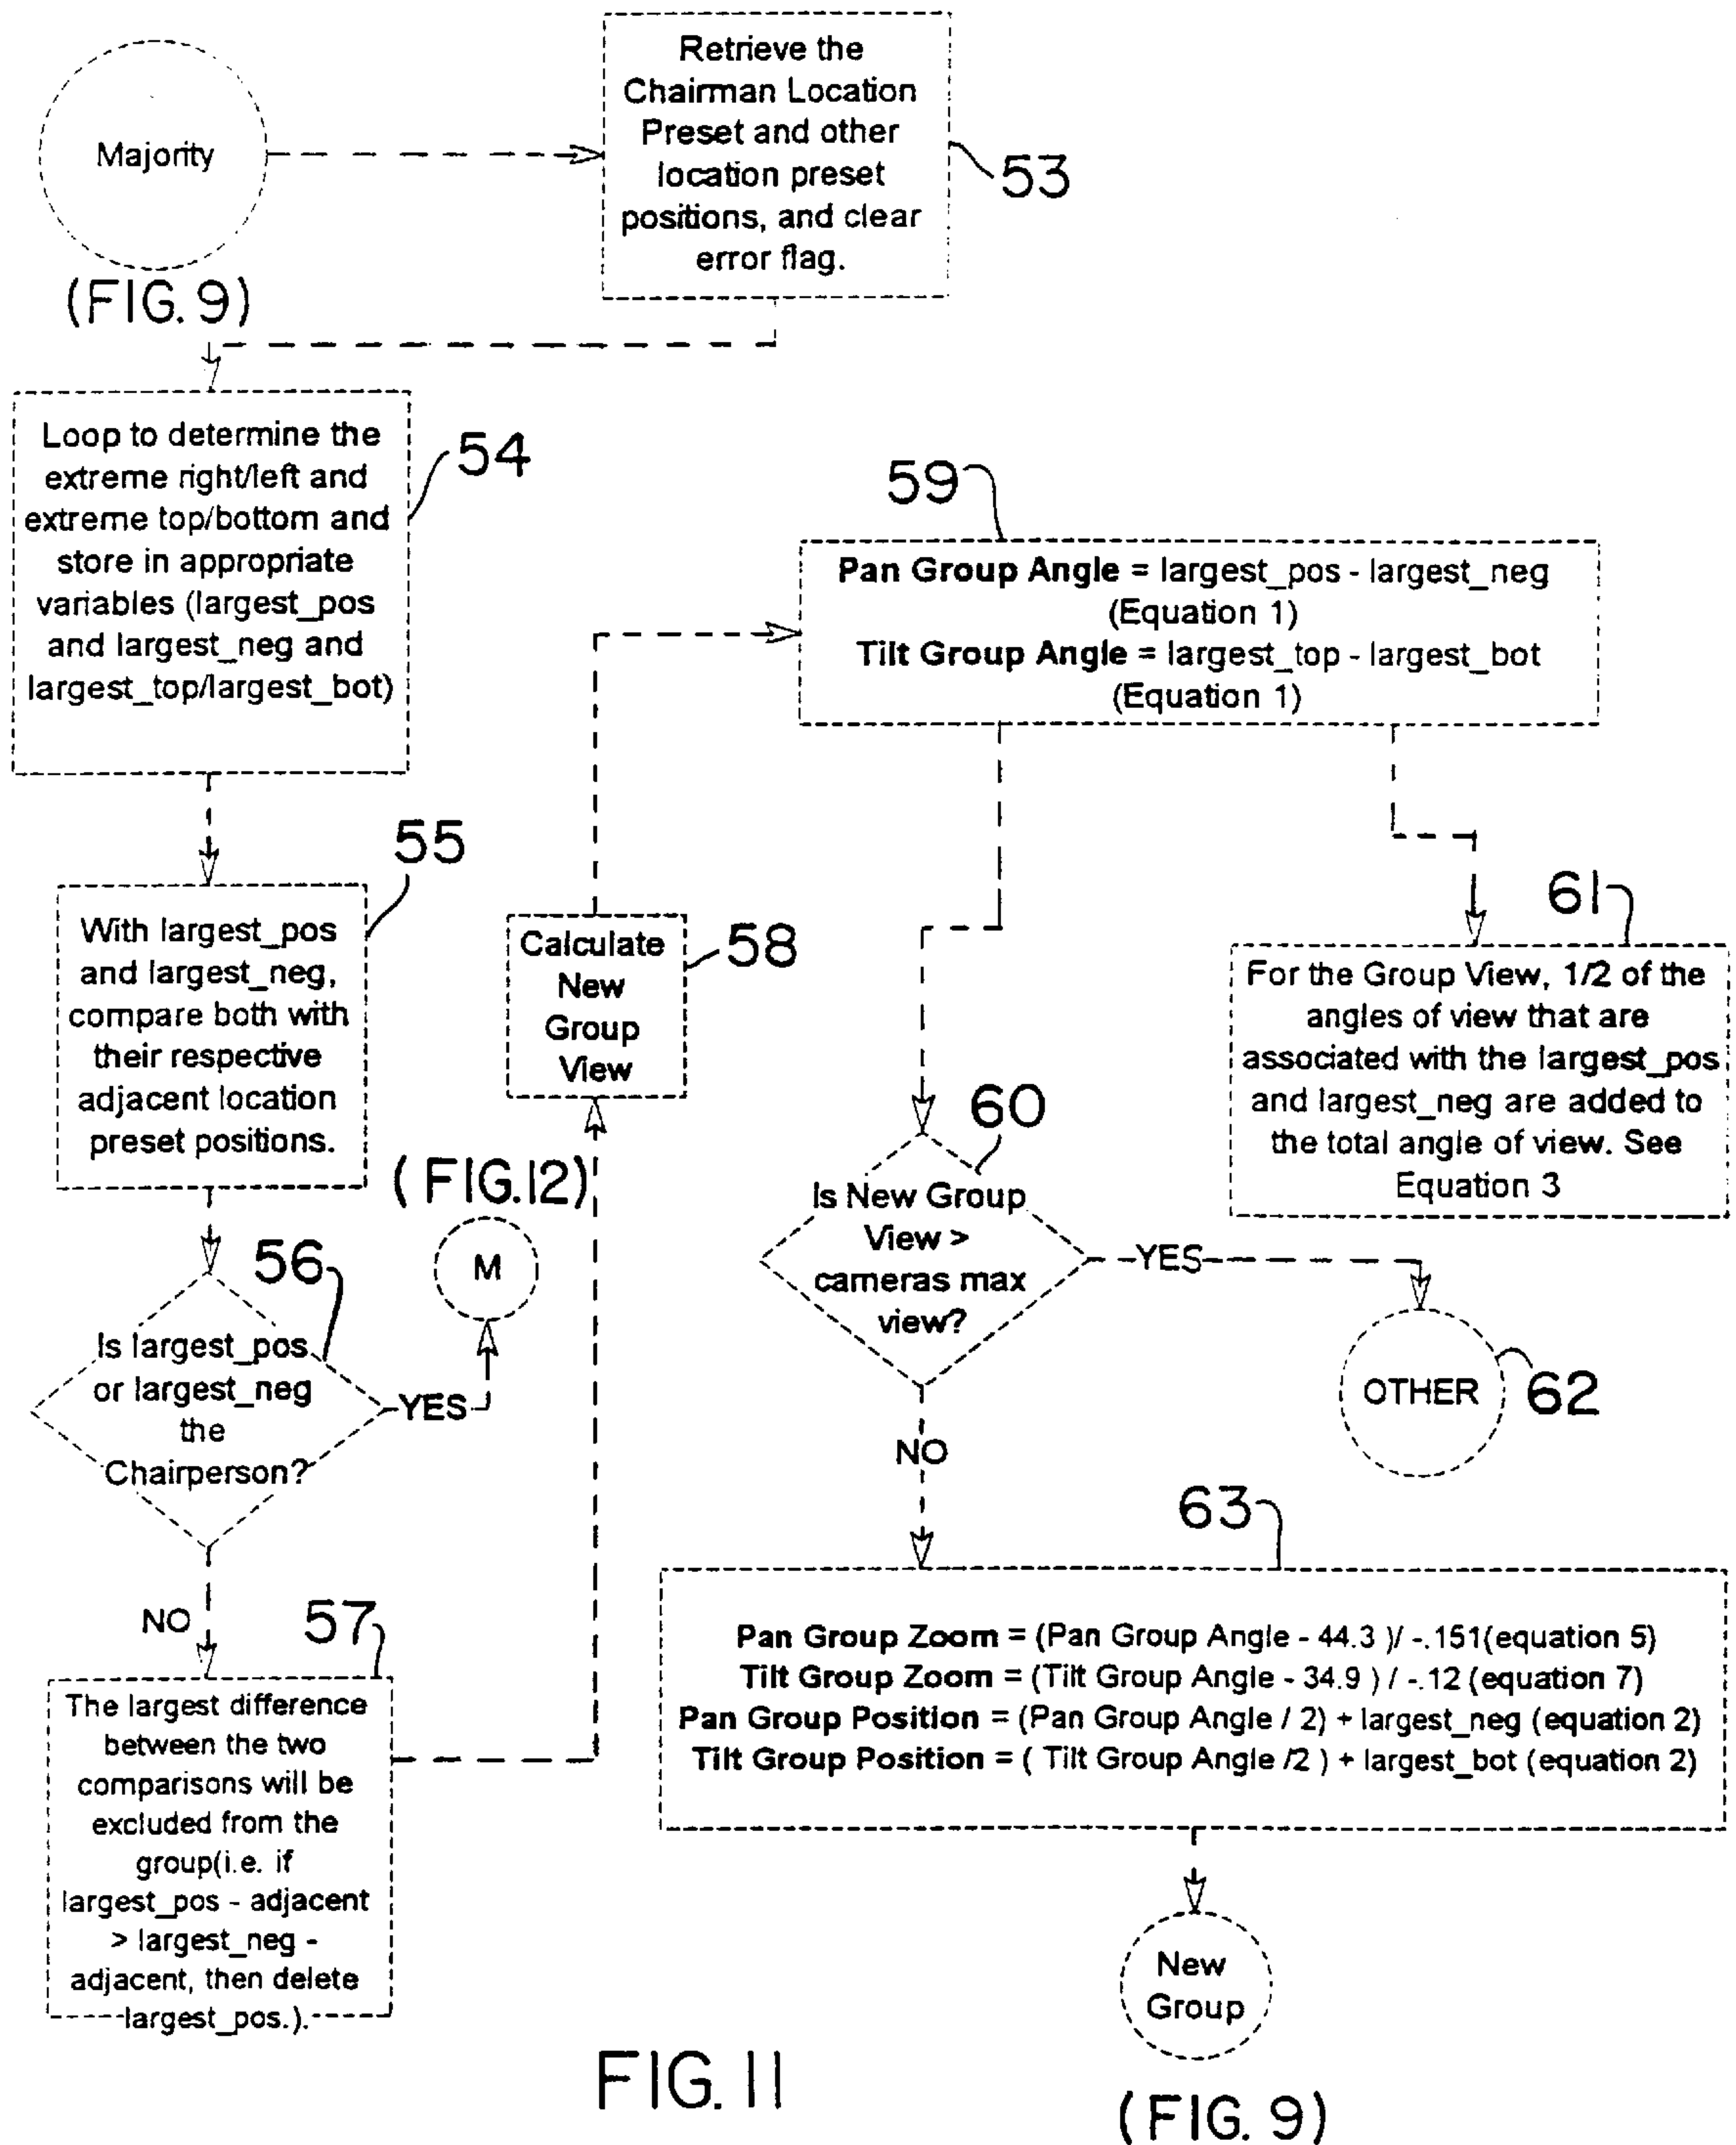 Majority
(FIG. 9)
Retrieve the
Chairman Location
Preset and other
location preset
positions, and clear
error flag.
53
Loop to determine the
extreme right/left and
extreme top/bottom and
store in appropriate
variables (largest_pos
and largest_neg and
largest_top/largest_bot)
54
With largest_pos
and largest_neg,
compare both with
their respective
adjacent location
preset positions.
55
(FIG.12)
M
56
Is largest_pos
or largest_neg
the
Chairperson?
YES
NO
57
The largest difference
between the two
comparisons will be
excluded from the
group(i.e. if
largest_pos - adjacent
> largest_neg -
adjacent, then delete
largest_pos.).
Calculate
New
Group
View
58
59
Pan Group Angle = largest_pos - largest_neg
(Equation 1)
Tilt Group Angle = largest_top - largest_bot
(Equation 1)
60
Is New Group
View >
cameras max
view?
YES
NO
61
For the Group View, 1/2 of the
angles of view that are
associated with the largest_pos
and largest_neg are added to
the total angle of view. See
Equation 3
OTHER
62
63
Pan Group Zoom = (Pan Group Angle - 44.3 )/ -.151(equation 5)
Tilt Group Zoom = (Tilt Group Angle - 34.9 ) / -.12 (equation 7)
Pan Group Position = (Pan Group Angle / 2) + largest_neg (equation 2)
Tilt Group Position = ( Tilt Group Angle /2 ) + largest_bot (equation 2)
New
Group
(FIG. 9)
FIG. 11